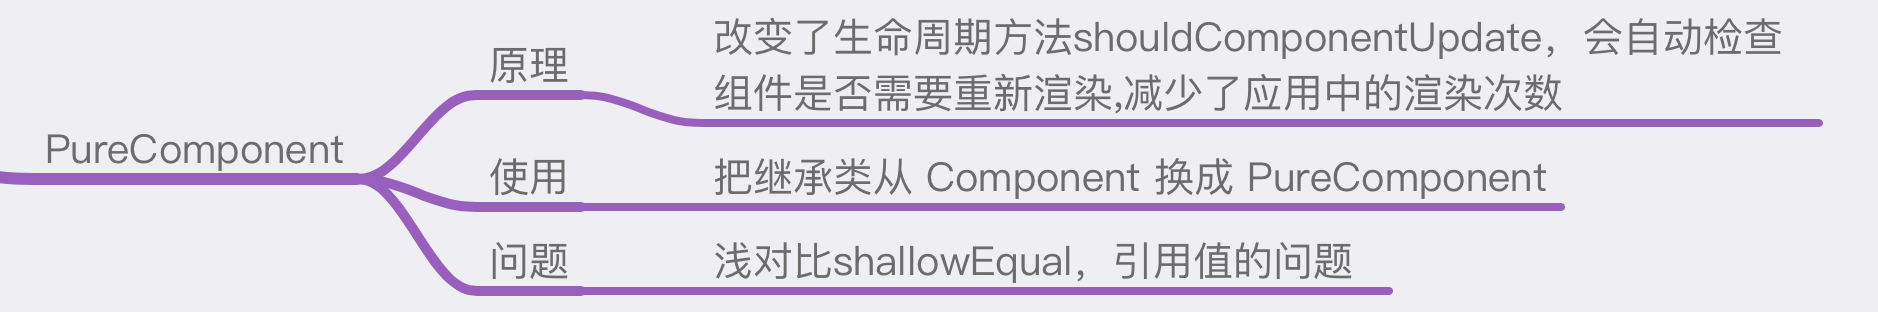 PureComponent
原理
改变了生命周期方法shouldComponentUpdate，会自动检查
组件是否需要重新渲染,减少了应用中的渲染次数
使用
把继承类从 Component 换成 PureComponent
问题
浅对比shallowEqual，引用值的问题